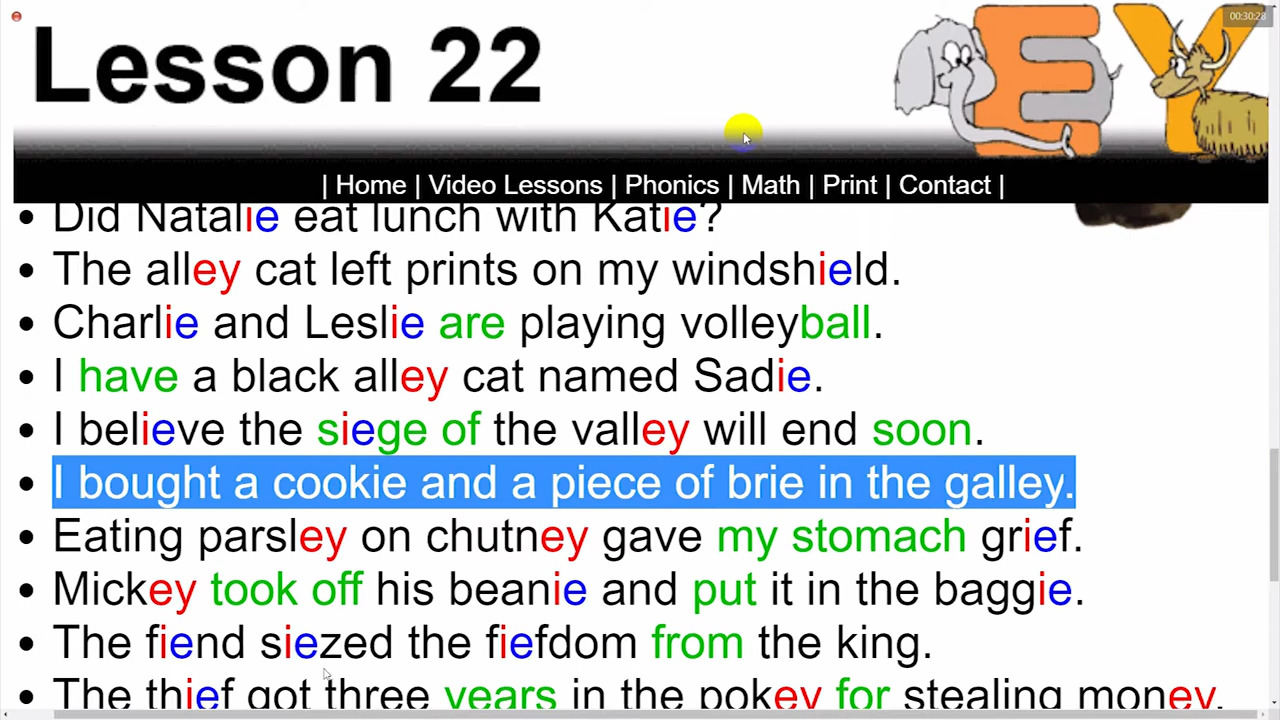 00:30:28
Lesson 22
EY
| Home | Video Lessons | Phonics | Math | Print | Contact |
• Did Natalie eat lunch with Katie?
• The alley cat left prints on my windshield.
• Charlie and Leslie are playing volleyball.
• I have a black alley cat named Sadie.
• I believe the siege of the valley will end soon.
• I bought a cookie and a piece of brie in the galley.
• Eating parsley on chutney gave my stomach grief.
• Mickey took off his beanie and put it in the baggie.
• The fiend siezed the fiefdom from the king.
• The thief got three years in the pokey for stealing money.